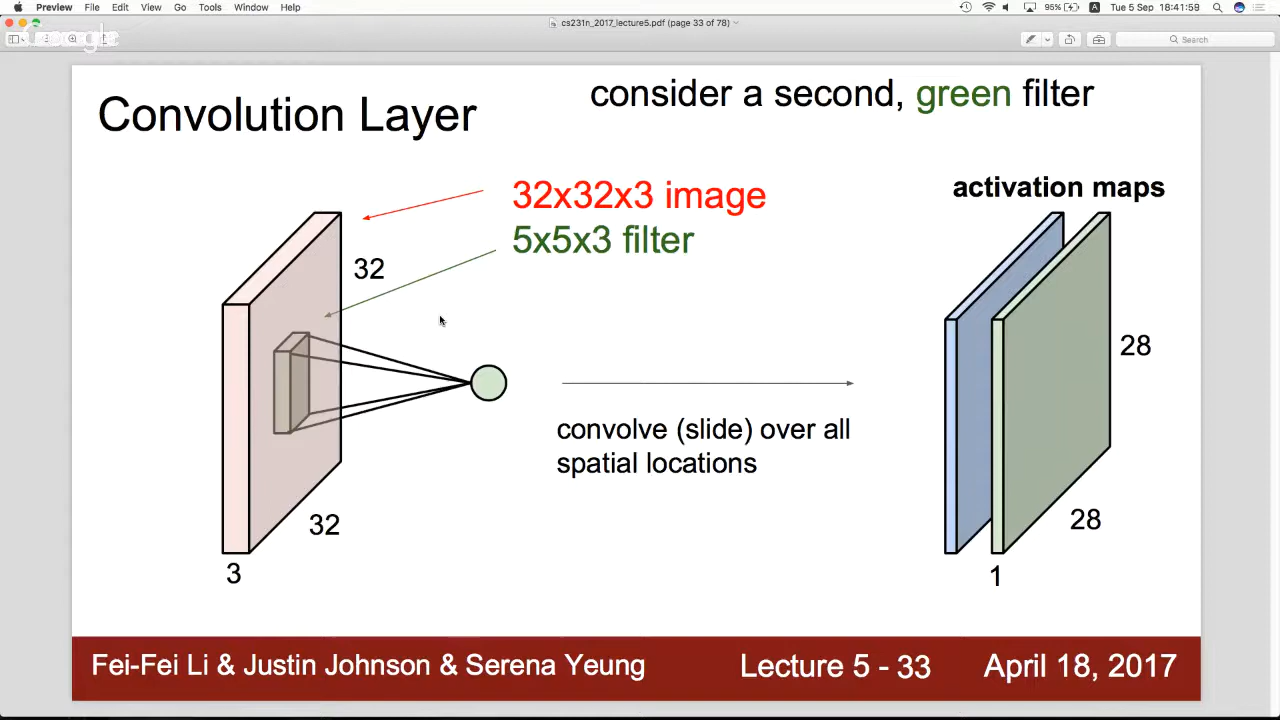 Preview File Edit View Go Tools Window Help
95% A Tue 5 Sep 18:41:59
cs231n_2017_lecture5.pdf (page 33 of 78)
Search
consider a second, green filter
Convolution Layer
32x32x3 image
activation maps
5x5x3 filter
32
28
convolve (slide) over all
spatial locations
32
28
3
1
Fei-Fei Li & Justin Johnson & Serena Yeung
Lecture 5 - 33
April 18, 2017